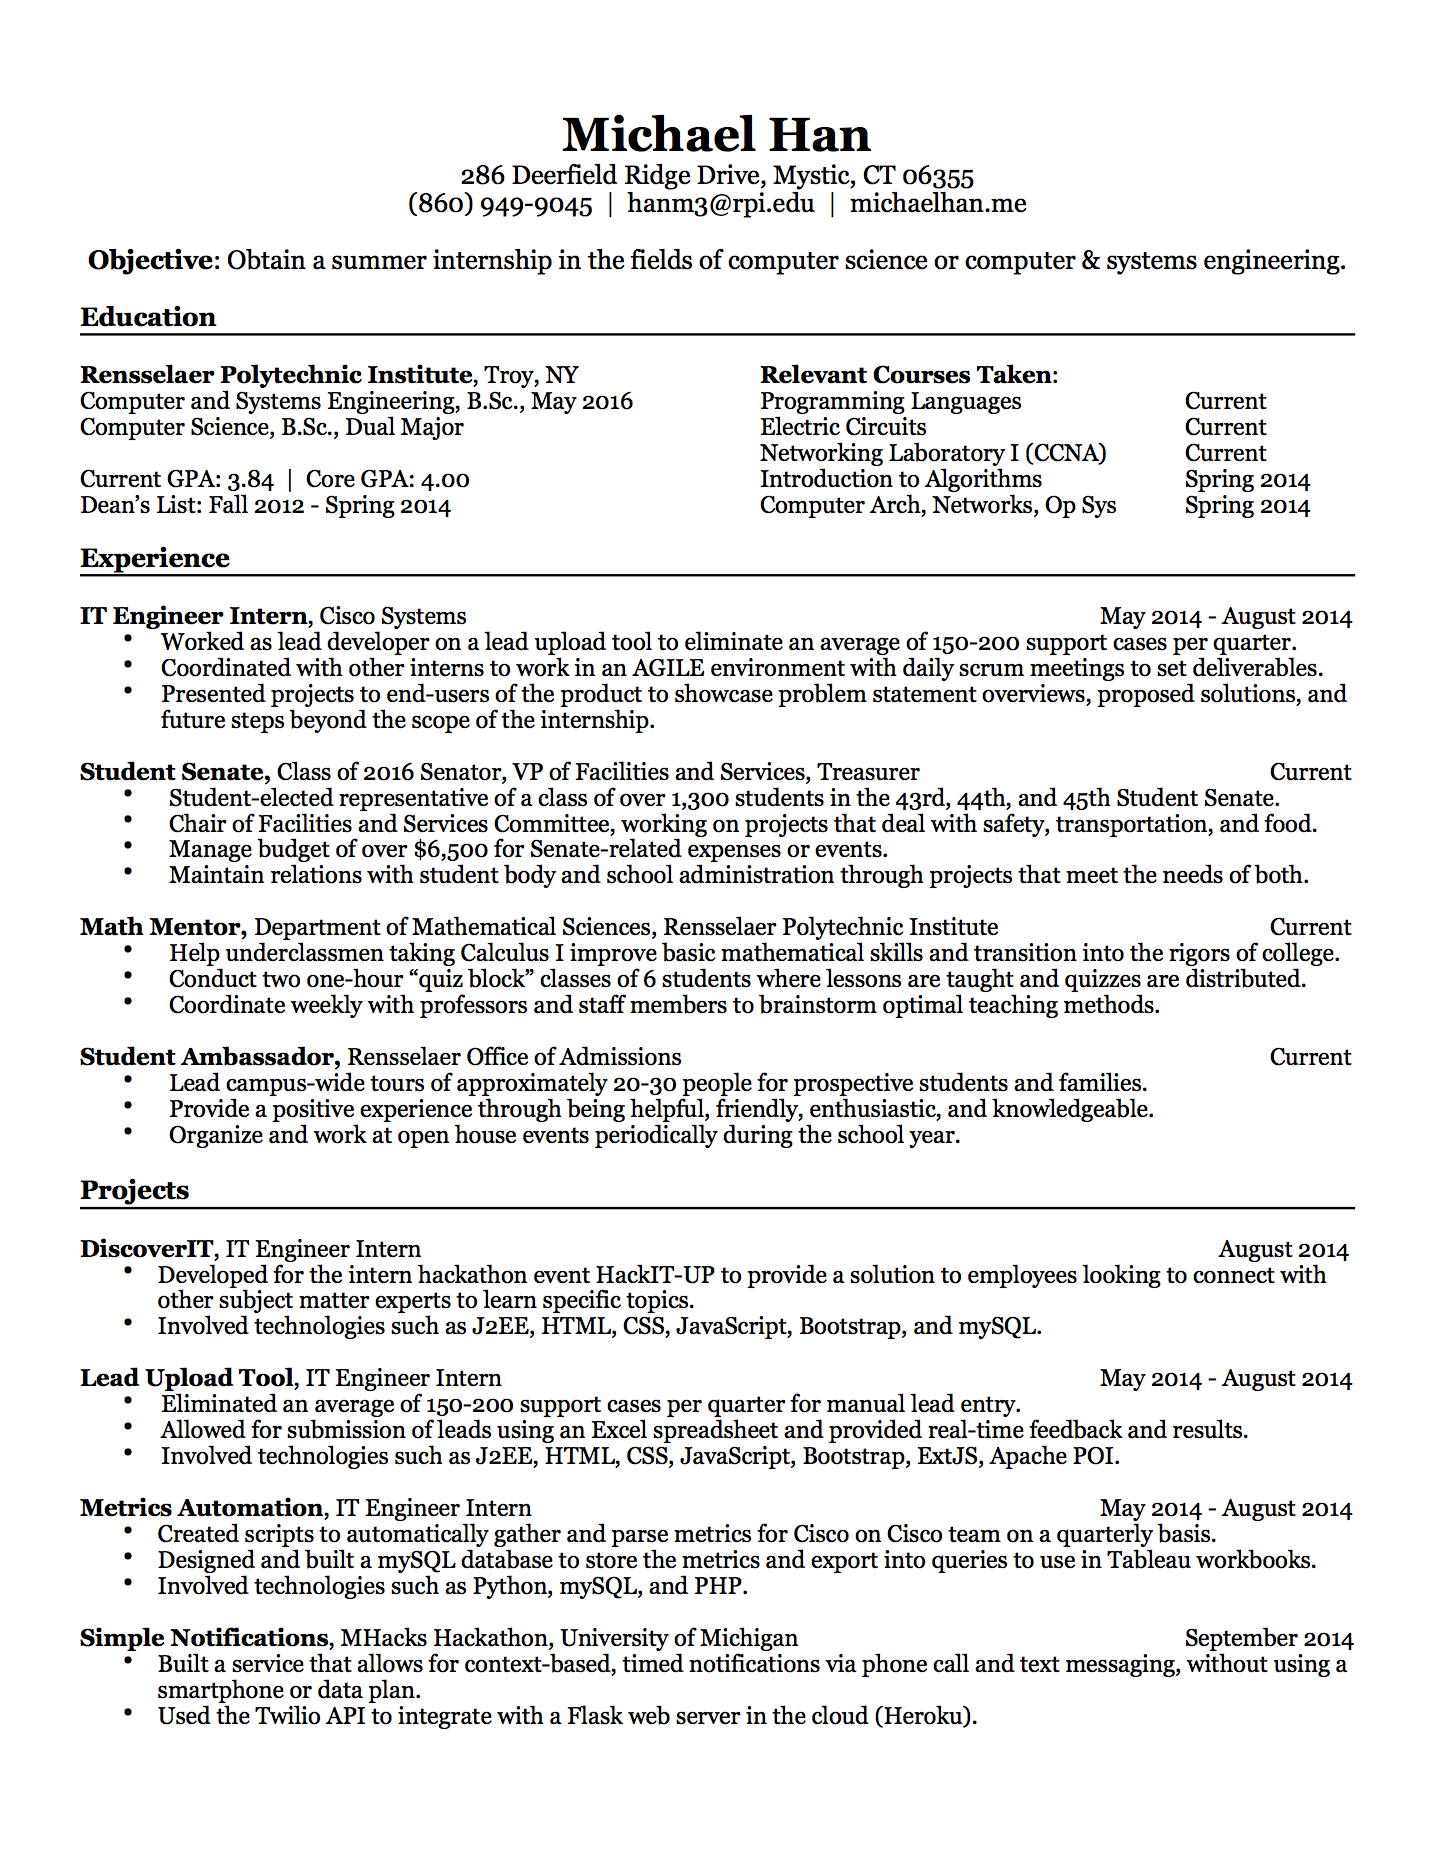 Michael Han
286 Deerfield Ridge Drive, Mystic, CT 06355
(860) 949-9045 | hanm3@rpi.edu | michaelhan.me
Objective: Obtain a summer internship in the fields of computer science or computer & systems engineering.
Education
Rensselaer Polytechnic Institute, Troy, NY
Computer and Systems Engineering, B.Sc., May 2016
Computer Science, B.Sc., Dual Major
Current GPA: 3.84 | Core GPA: 4.00
Dean’s List: Fall 2012 - Spring 2014
Relevant Courses Taken:
Programming Languages Current
Electric Circuits Current
Networking Laboratory I (CCNA) Current
Introduction to Algorithms Spring 2014
Computer Arch, Networks, Op Sys Spring 2014
Experience
IT Engineer Intern, Cisco Systems May 2014 - August 2014
• Worked as lead developer on a lead upload tool to eliminate an average of 150-200 support cases per quarter.
• Coordinated with other interns to work in an AGILE environment with daily scrum meetings to set deliverables.
• Presented projects to end-users of the product to showcase problem statement overviews, proposed solutions, and
future steps beyond the scope of the internship.
Student Senate, Class of 2016 Senator, VP of Facilities and Services, Treasurer Current
• Student-elected representative of a class of over 1,300 students in the 43rd, 44th, and 45th Student Senate.
• Chair of Facilities and Services Committee, working on projects that deal with safety, transportation, and food.
• Manage budget of over $6,500 for Senate-related expenses or events.
• Maintain relations with student body and school administration through projects that meet the needs of both.
Math Mentor, Department of Mathematical Sciences, Rensselaer Polytechnic Institute Current
• Help underclassmen taking Calculus I improve basic mathematical skills and transition into the rigors of college.
• Conduct two one-hour “quiz block” classes of 6 students where lessons are taught and quizzes are distributed.
• Coordinate weekly with professors and staff members to brainstorm optimal teaching methods.
Student Ambassador, Rensselaer Office of Admissions Current
• Lead campus-wide tours of approximately 20-30 people for prospective students and families.
• Provide a positive experience through being helpful, friendly, enthusiastic, and knowledgeable.
• Organize and work at open house events periodically during the school year.
Projects
DiscoverIT, IT Engineer Intern August 2014
• Developed for the intern hackathon event HackIT-UP to provide a solution to employees looking to connect with
other subject matter experts to learn specific topics.
• Involved technologies such as J2EE, HTML, CSS, JavaScript, Bootstrap, and mySQL.
Lead Upload Tool, IT Engineer Intern May 2014 - August 2014
• Eliminated an average of 150-200 support cases per quarter for manual lead entry.
• Allowed for submission of leads using an Excel spreadsheet and provided real-time feedback and results.
• Involved technologies such as J2EE, HTML, CSS, JavaScript, Bootstrap, ExtJS, Apache POI.
Metrics Automation, IT Engineer Intern May 2014 - August 2014
• Created scripts to automatically gather and parse metrics for Cisco on Cisco team on a quarterly basis.
• Designed and built a mySQL database to store the metrics and export into queries to use in Tableau workbooks.
• Involved technologies such as Python, mySQL, and PHP.
Simple Notifications, MHacks Hackathon, University of Michigan September 2014
• Built a service that allows for context-based, timed notifications via phone call and text messaging, without using a
smartphone or data plan.
• Used the Twilio API to integrate with a Flask web server in the cloud (Heroku).